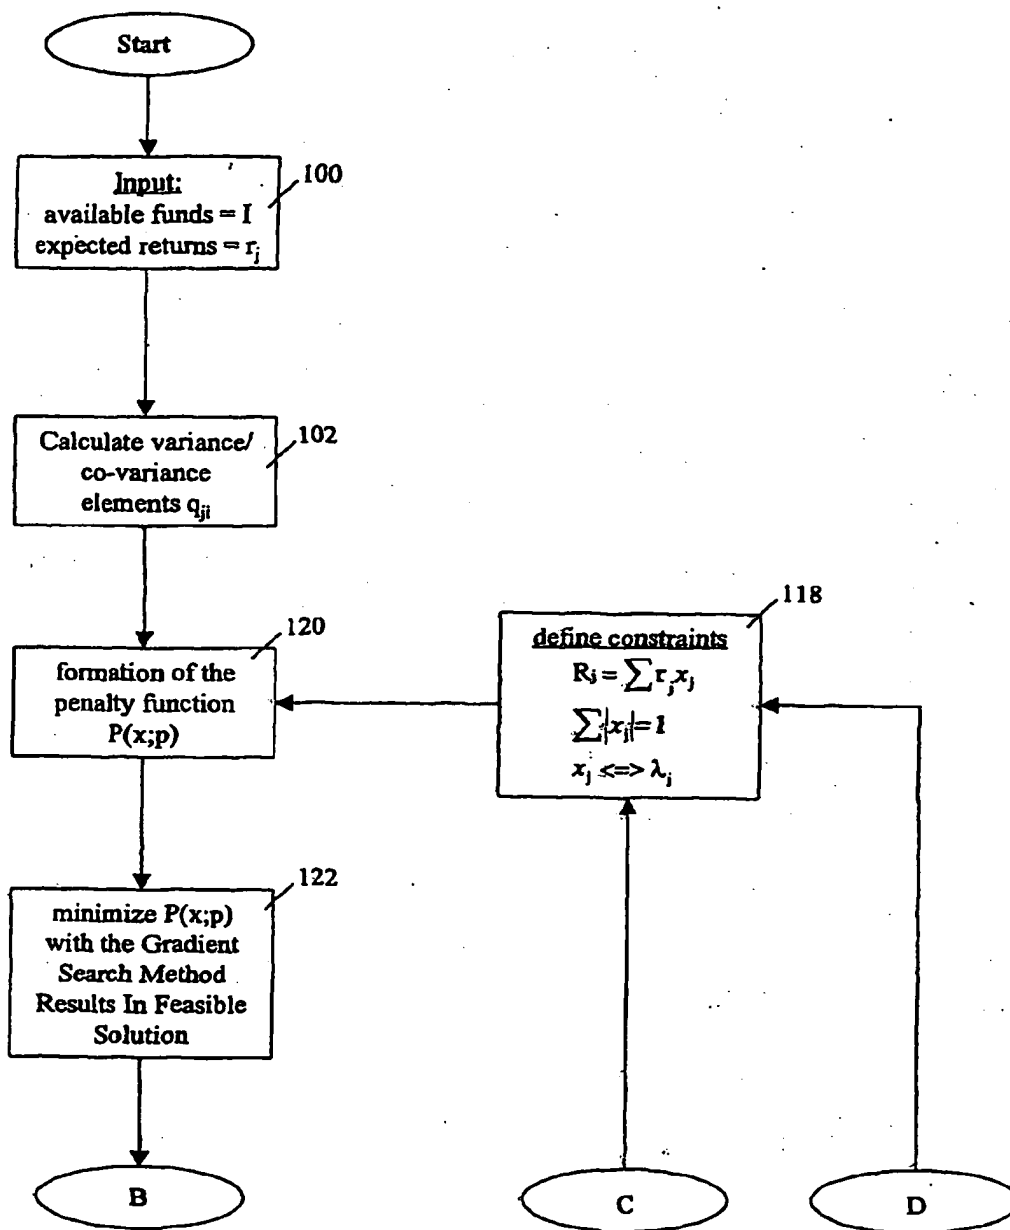 Start
Input:
available funds = I
expected returns = r_j
100
Calculate variance/
co-variance
elements q_ji
102
formation of the
penalty function
P(x;p)
120
define constraints
R_j = ∑ r_j x_j
∑|x_j|=1
x_j <=> λ_j
118
minimize P(x;p)
with the Gradient
Search Method
Results In Feasible
Solution
122
B
C
D